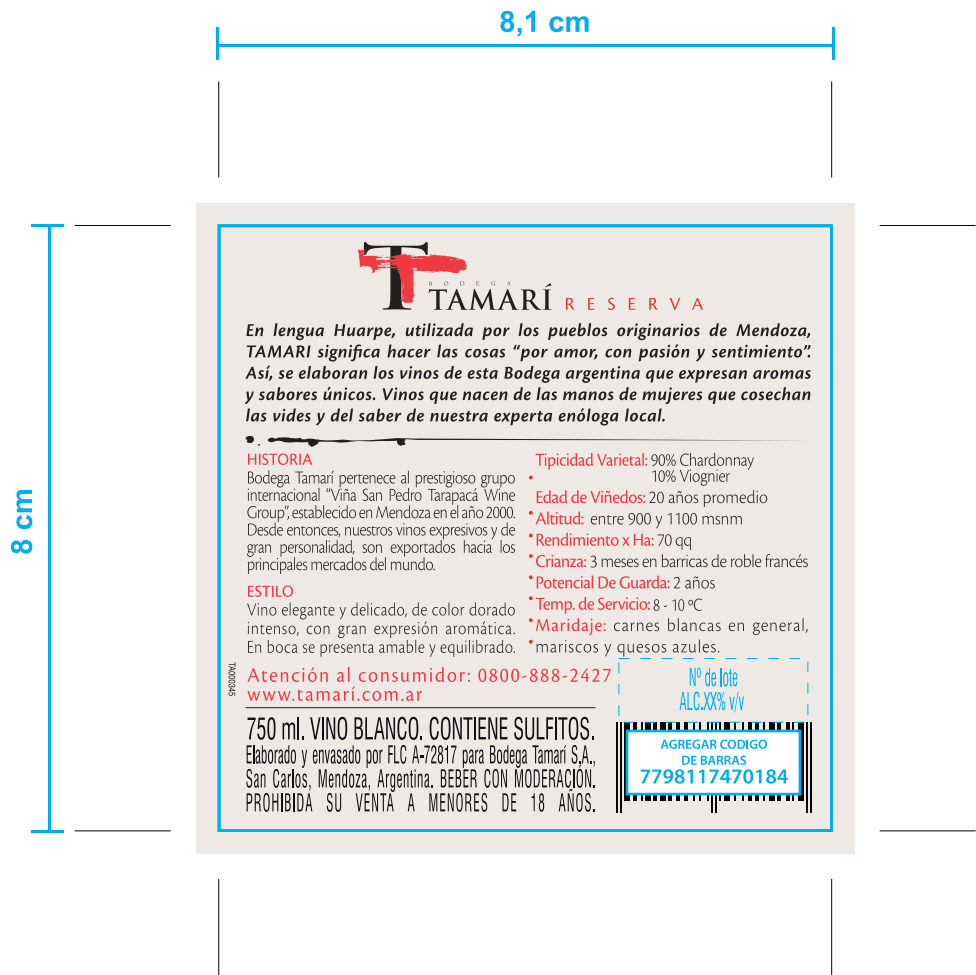 8,1 cm
8 cm
BODEGA
TAMARÍ RESERVA
En lengua Huarpe, utilizada por los pueblos originarios de Mendoza,
TAMARI significa hacer las cosas “por amor, con pasión y sentimiento”.
Así, se elaboran los vinos de esta Bodega argentina que expresan aromas
y sabores únicos. Vinos que nacen de las manos de mujeres que cosechan
las vides y del saber de nuestra experta enóloga local.
HISTORIA
Bodega Tamarí pertenece al prestigioso grupo
internacional “Viña San Pedro Tarapacá Wine
Group”, establecido en Mendoza en el año 2000.
Desde entonces, nuestros vinos expresivos y de
gran personalidad, son exportados hacia los
principales mercados del mundo.
ESTILO
Vino elegante y delicado, de color dorado
intenso, con gran expresión aromática.
En boca se presenta amable y equilibrado.
Tipicidad Varietal: 90% Chardonnay
• 10% Viognier
Edad de Viñedos: 20 años promedio
• Altitud: entre 900 y 1100 msnm
• Rendimiento x Ha: 70 qq
• Crianza: 3 meses en barricas de roble francés
• Potencial De Guarda: 2 años
• Temp. de Servicio: 8 - 10 ºC
• Maridaje: carnes blancas en general,
• mariscos y quesos azules.
TA000345
Atención al consumidor: 0800-888-2427
www.tamarí.com.ar
750 ml. VINO BLANCO. CONTIENE SULFITOS.
Elaborado y envasado por FLC A-72817 para Bodega Tamarí S,A.,
San Carlos, Mendoza, Argentina. BEBER CON MODERACIÓN.
PROHIBIDA SU VENTA A MENORES DE 18 AÑOS.
Nº de lote
ALC.XX% v/v
AGREGAR CODIGO
DE BARRAS
7798117470184